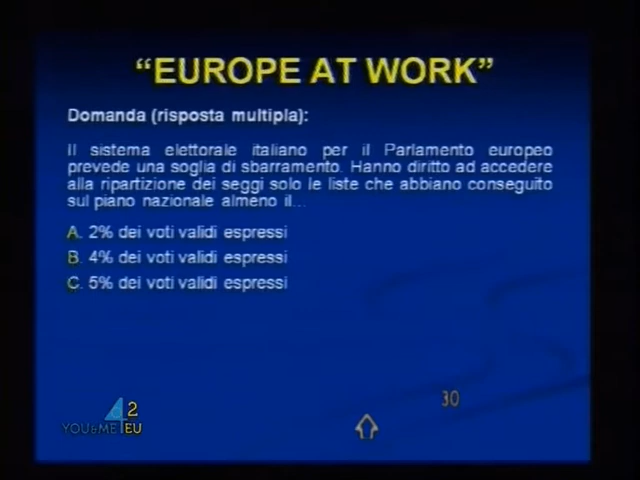 “EUROPE AT WORK”
Domanda (risposta multipla):
Il sistema elettorale italiano per il Parlamento europeo
prevede una soglia di sbarramento. Hanno diritto ad accedere
alla ripartizione dei seggi solo le liste che abbiano conseguito
sul piano nazionale almeno il...
A. 2% dei voti validi espressi
B. 4% dei voti validi espressi
C. 5% dei voti validi espressi
30
42
YOU&ME EU